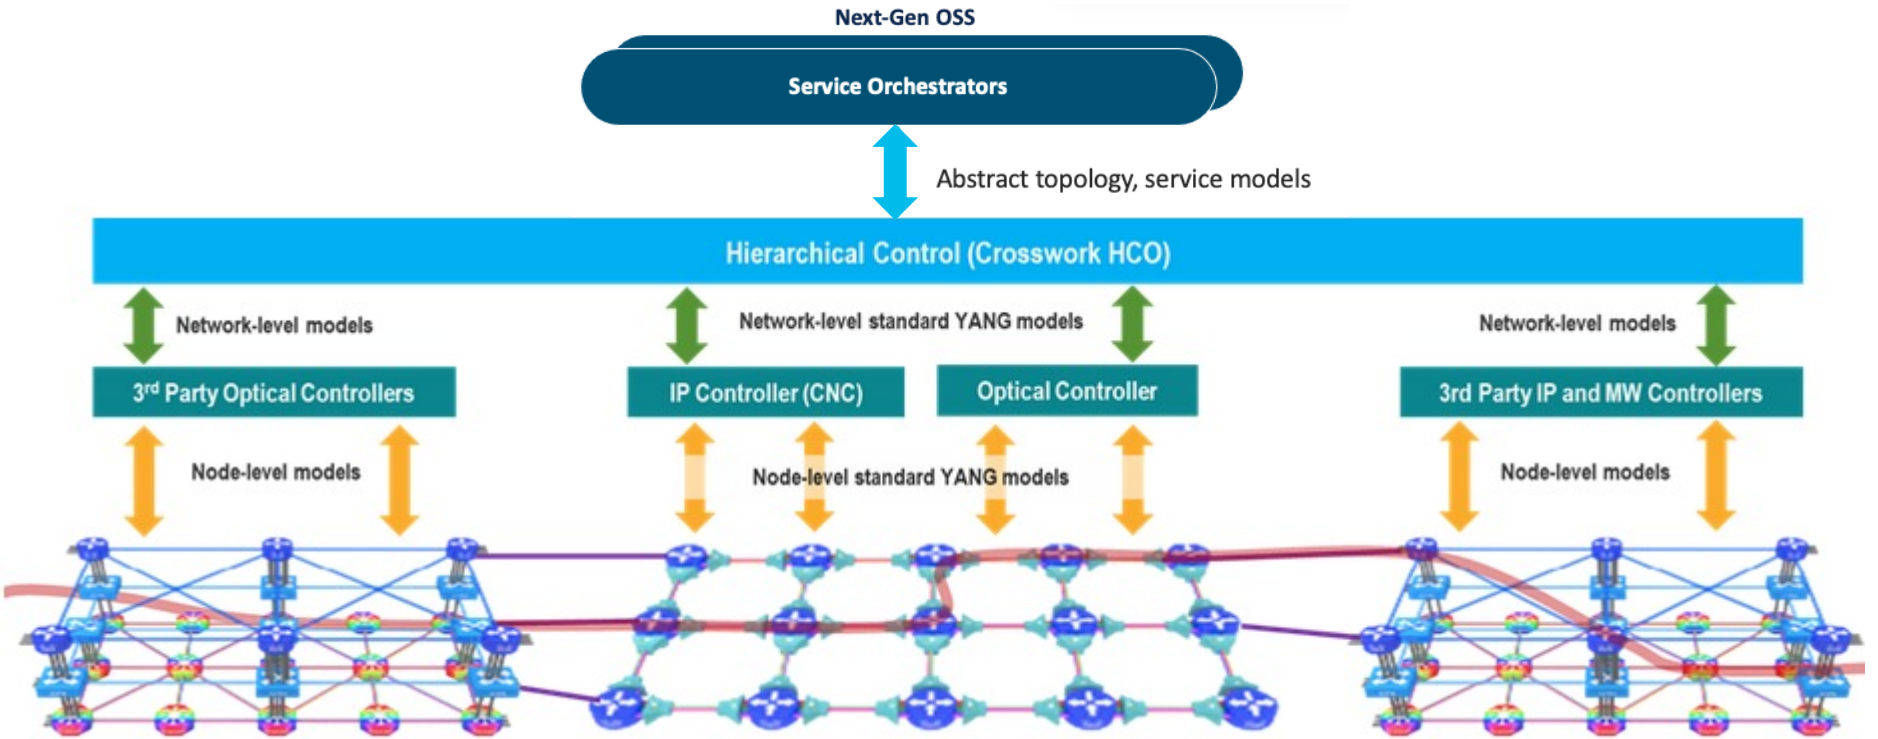 Next-Gen OSS
Service Orchestrators
Abstract topology, service models
Hierarchical Control (Crosswork HCO)
Network-level models
Network-level standard YANG models
Network-level models
3rd Party Optical Controllers
IP Controller (CNC)
Optical Controller
3rd Party IP and MW Controllers
Node-level models
Node-level standard YANG models
Node-level models